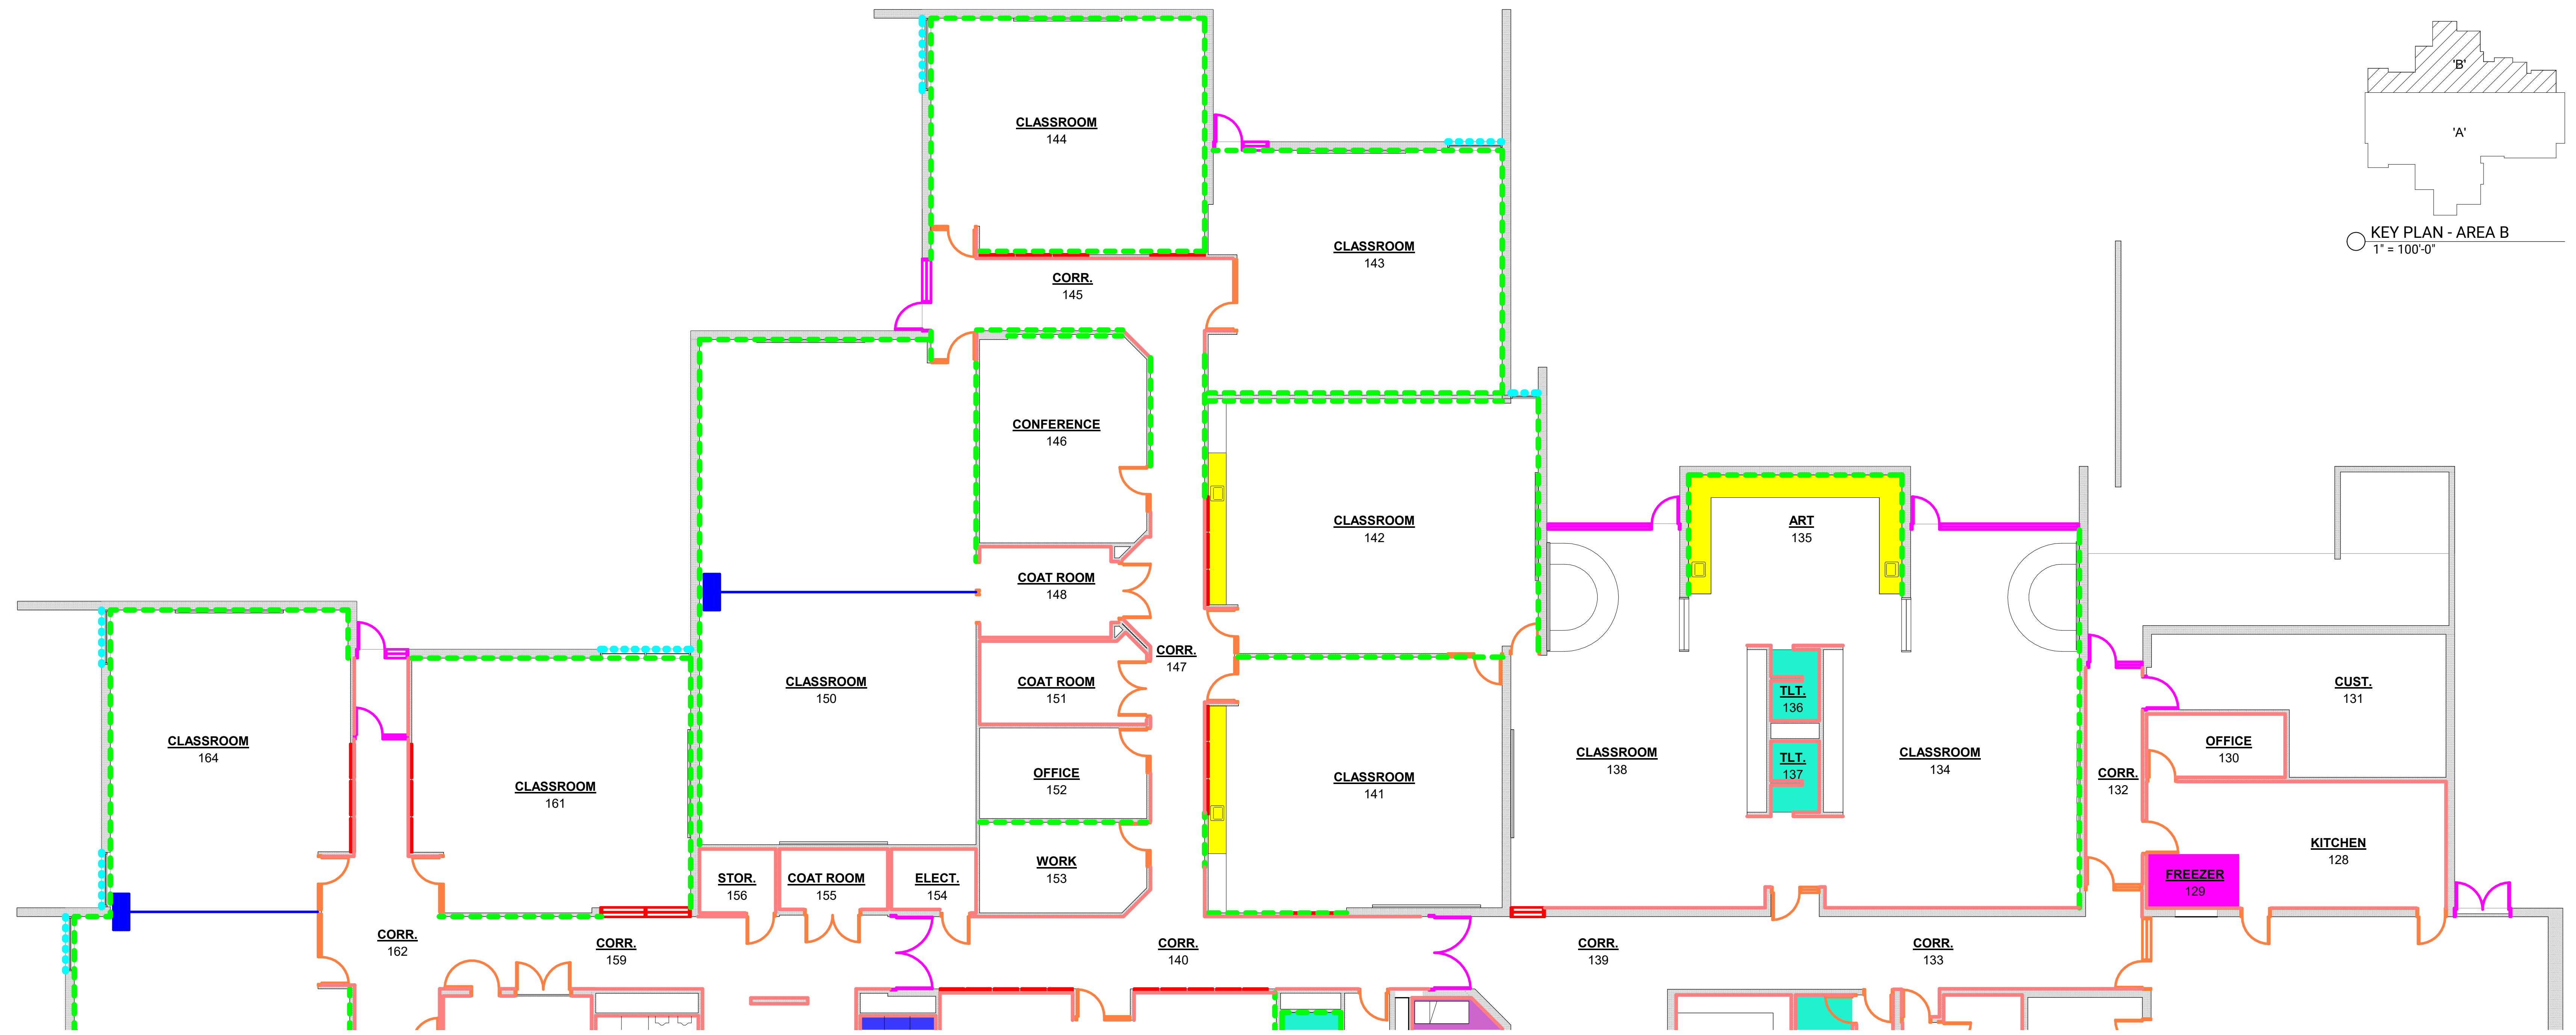 'B'
'A'
KEY PLAN - AREA B
1" = 100'-0"
CLASSROOM
144
CLASSROOM
143
CORR.
145
CONFERENCE
146
CLASSROOM
142
ART
135
COAT ROOM
148
CORR.
147
COAT ROOM
151
CLASSROOM
150
TLT.
136
CUST.
131
CLASSROOM
164
CLASSROOM
161
OFFICE
152
CLASSROOM
141
CLASSROOM
138
TLT.
137
CLASSROOM
134
OFFICE
130
CORR.
132
KITCHEN
128
STOR.
156
COAT ROOM
155
ELECT.
154
WORK
153
FREEZER
129
CORR.
162
CORR.
159
CORR.
140
CORR.
139
CORR.
133